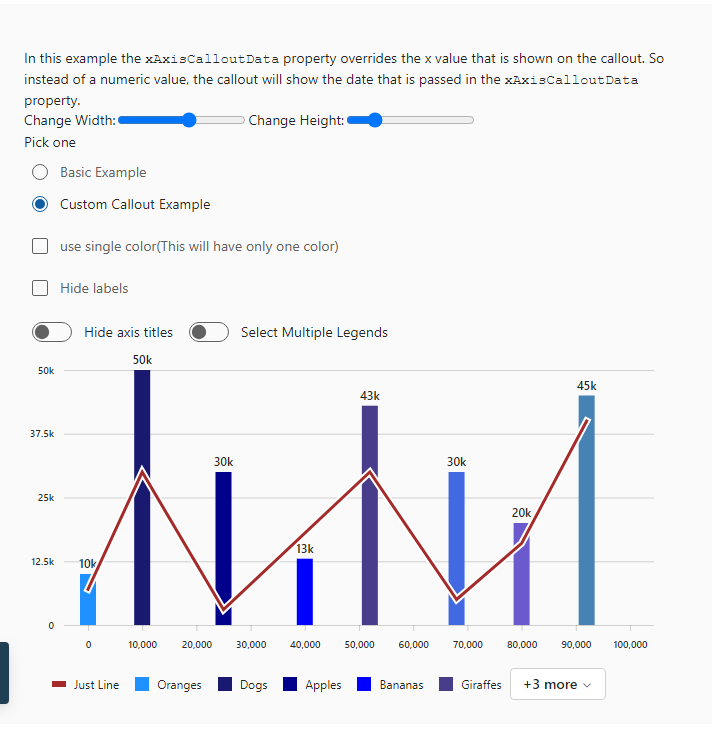 In this example the xAxisCalloutData property overrides the x value that is shown on the callout. So
instead of a numeric value, the callout will show the date that is passed in the xAxisCalloutData
property.
Change Width: Change Height:
Pick one
Basic Example
Custom Callout Example
use single color(This will have only one color)
Hide labels
Hide axis titles Select Multiple Legends
50k
50k
45k
43k
37.5k
30k 30k
25k
20k
13k
12.5k
10k
0
0 10,000 20,000 30,000 40,000 50,000 60,000 70,000 80,000 90,000 100,000
Just Line Oranges Dogs Apples Bananas Giraffes +3 more